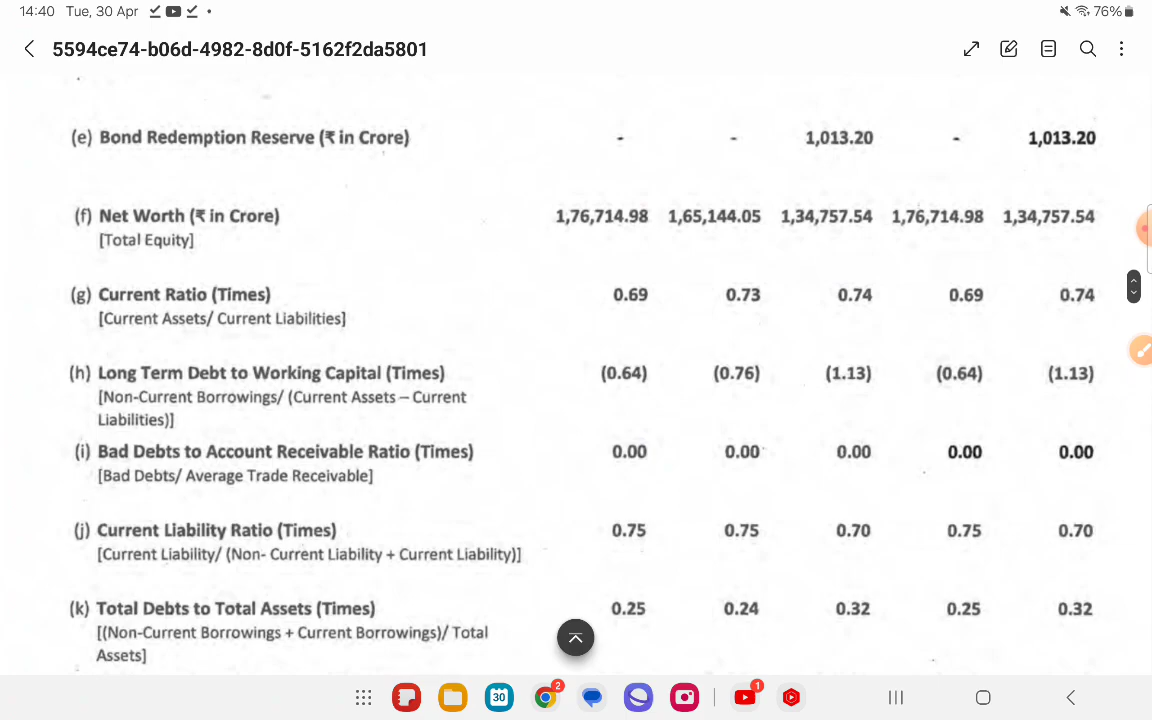 14:40 Tue, 30 Apr 76%
5594ce74-b06d-4982-8d0f-5162f2da5801
(e) Bond Redemption Reserve (₹ in Crore) - - 1,013.20 - 1,013.20
(f) Net Worth (₹ in Crore) 1,76,714.98 1,65,144.05 1,34,757.54 1,76,714.98 1,34,757.54
[Total Equity]
(g) Current Ratio (Times) 0.69 0.73 0.74 0.69 0.74
[Current Assets/ Current Liabilities]
(h) Long Term Debt to Working Capital (Times) (0.64) (0.76) (1.13) (0.64) (1.13)
[Non-Current Borrowings/ (Current Assets – Current
Liabilities)]
(i) Bad Debts to Account Receivable Ratio (Times) 0.00 0.00 0.00 0.00 0.00
[Bad Debts/ Average Trade Receivable]
(j) Current Liability Ratio (Times) 0.75 0.75 0.70 0.75 0.70
[Current Liability/ (Non- Current Liability + Current Liability)]
(k) Total Debts to Total Assets (Times) 0.25 0.24 0.32 0.25 0.32
[(Non-Current Borrowings + Current Borrowings)/ Total
Assets]
30 2 1